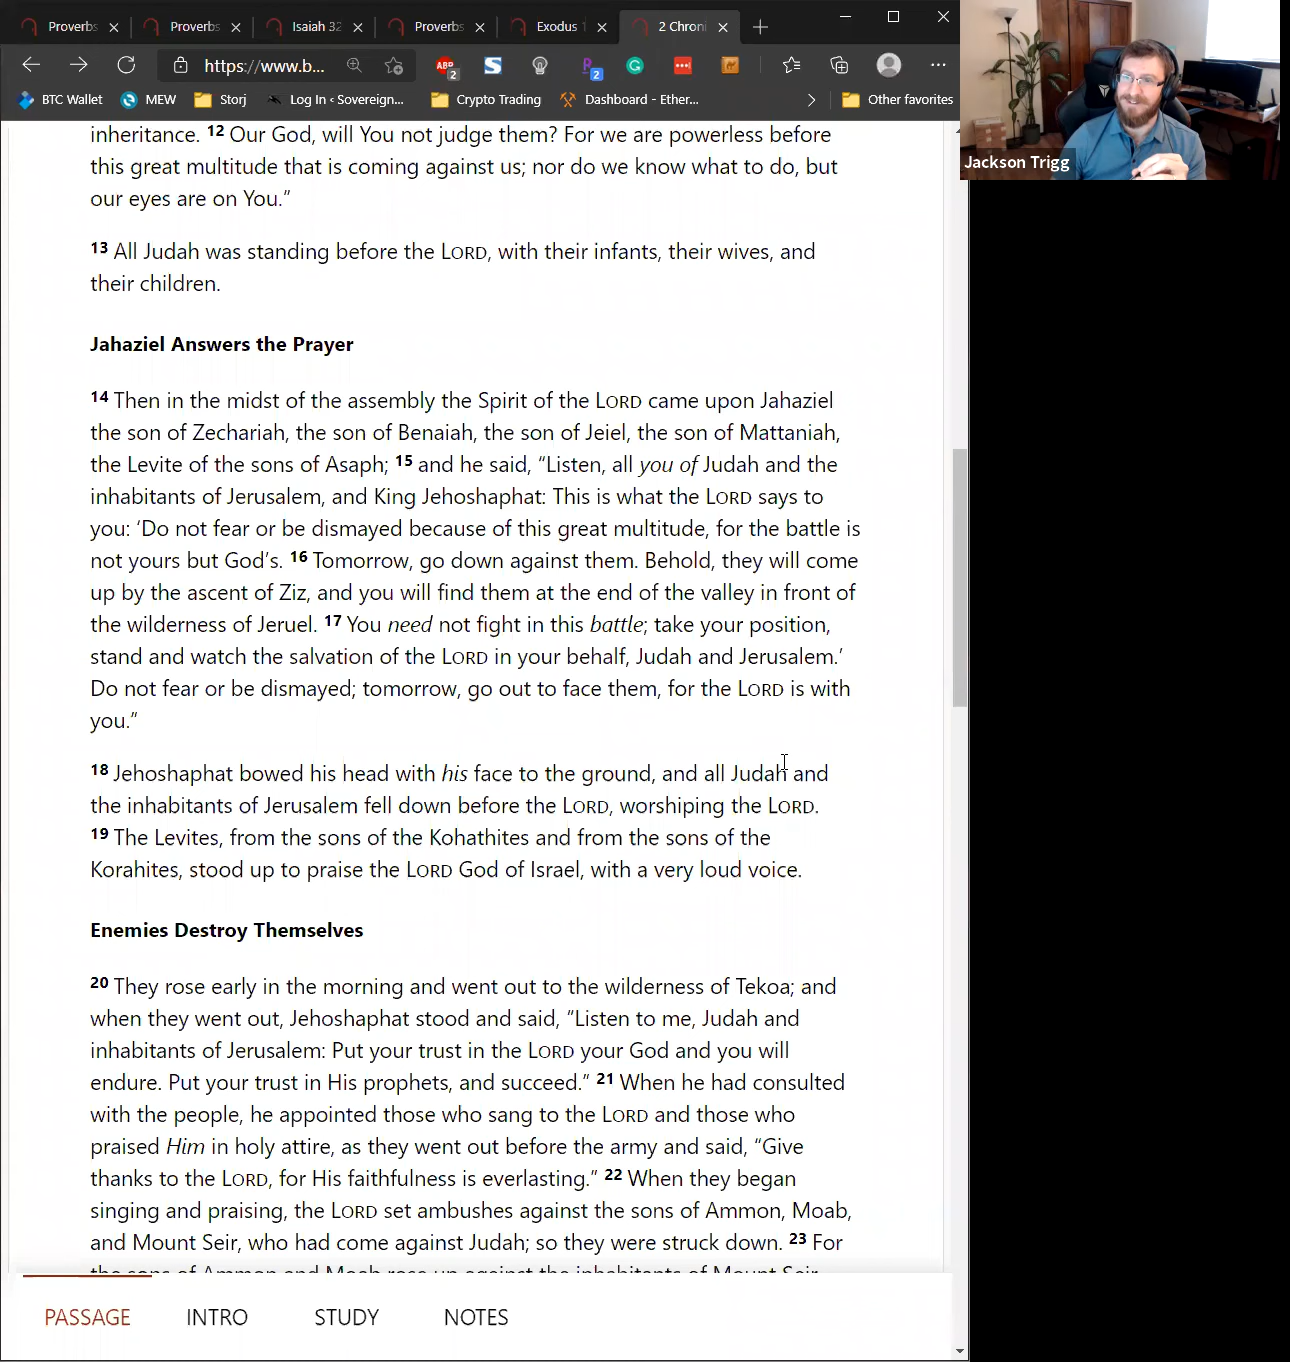 Proverbs
Proverbs
Isaiah 32
Proverbs
Exodus 1
2 Chroni
https://www.b...
ABP
2
S
2
G
BTC Wallet
MEW
Storj
Log In ‹ Sovereign...
Crypto Trading
Dashboard - Ether...
Other favorites
Jackson Trigg
inheritance. 12 Our God, will You not judge them? For we are powerless before
this great multitude that is coming against us; nor do we know what to do, but
our eyes are on You.”
13 All Judah was standing before the LORD, with their infants, their wives, and
their children.
Jahaziel Answers the Prayer
14 Then in the midst of the assembly the Spirit of the LORD came upon Jahaziel
the son of Zechariah, the son of Benaiah, the son of Jeiel, the son of Mattaniah,
the Levite of the sons of Asaph; 15 and he said, “Listen, all you of Judah and the
inhabitants of Jerusalem, and King Jehoshaphat: This is what the LORD says to
you: ‘Do not fear or be dismayed because of this great multitude, for the battle is
not yours but God’s. 16 Tomorrow, go down against them. Behold, they will come
up by the ascent of Ziz, and you will find them at the end of the valley in front of
the wilderness of Jeruel. 17 You need not fight in this battle; take your position,
stand and watch the salvation of the LORD in your behalf, Judah and Jerusalem.’
Do not fear or be dismayed; tomorrow, go out to face them, for the LORD is with
you.”
18 Jehoshaphat bowed his head with his face to the ground, and all Judah and
the inhabitants of Jerusalem fell down before the LORD, worshiping the LORD.
19 The Levites, from the sons of the Kohathites and from the sons of the
Korahites, stood up to praise the LORD God of Israel, with a very loud voice.
Enemies Destroy Themselves
20 They rose early in the morning and went out to the wilderness of Tekoa; and
when they went out, Jehoshaphat stood and said, “Listen to me, Judah and
inhabitants of Jerusalem: Put your trust in the LORD your God and you will
endure. Put your trust in His prophets, and succeed.” 21 When he had consulted
with the people, he appointed those who sang to the LORD and those who
praised Him in holy attire, as they went out before the army and said, “Give
thanks to the LORD, for His faithfulness is everlasting.” 22 When they began
singing and praising, the LORD set ambushes against the sons of Ammon, Moab,
and Mount Seir, who had come against Judah; so they were struck down. 23 For
the sons of Ammon and Moab rose up against the inhabitants of Mount Seir
PASSAGE
INTRO
STUDY
NOTES